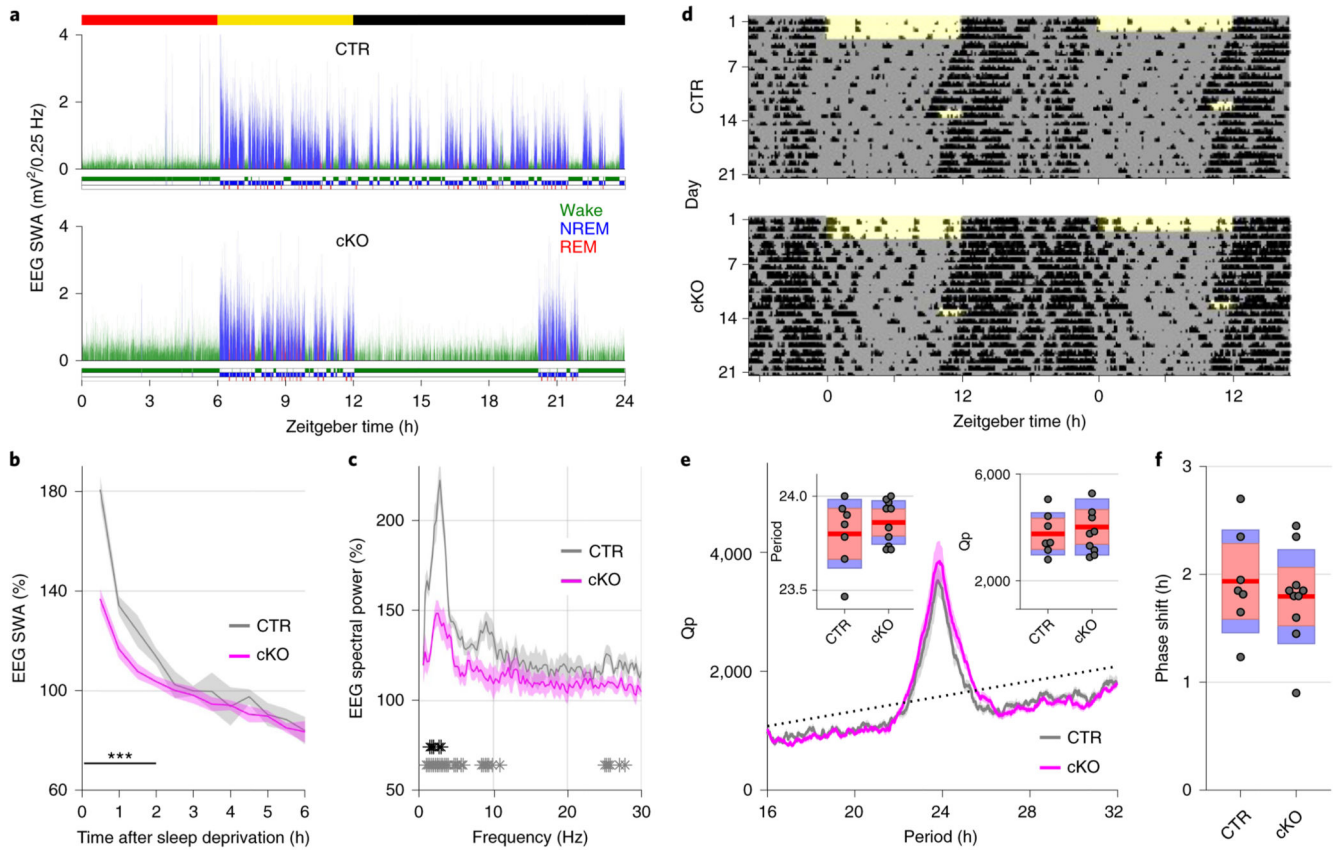 a
CTR
EEG SWA (mV²/0.25 Hz)
4
2
0
Wake
NREM
REM
cKO
4
2
0
0 3 6 9 12 15 18 21 24
Zeitgeber time (h)
d
CTR
1
7
14
21
Day
cKO
1
7
14
21
0 12 0 12
Zeitgeber time (h)
b
EEG SWA (%)
180
140
100
60
CTR
cKO
***
0 1 2 3 4 5 6
Time after sleep deprivation (h)
c
EEG spectral power (%)
200
150
100
50
CTR
cKO
0 10 20 30
Frequency (Hz)
e
Qp
4,000
2,000
0
Period
24.0
23.5
CTR cKO
Qp
6,000
2,000
CTR cKO
CTR
cKO
16 20 24 28 32
Period (h)
f
Phase shift (h)
3
2
1
0
CTR cKO